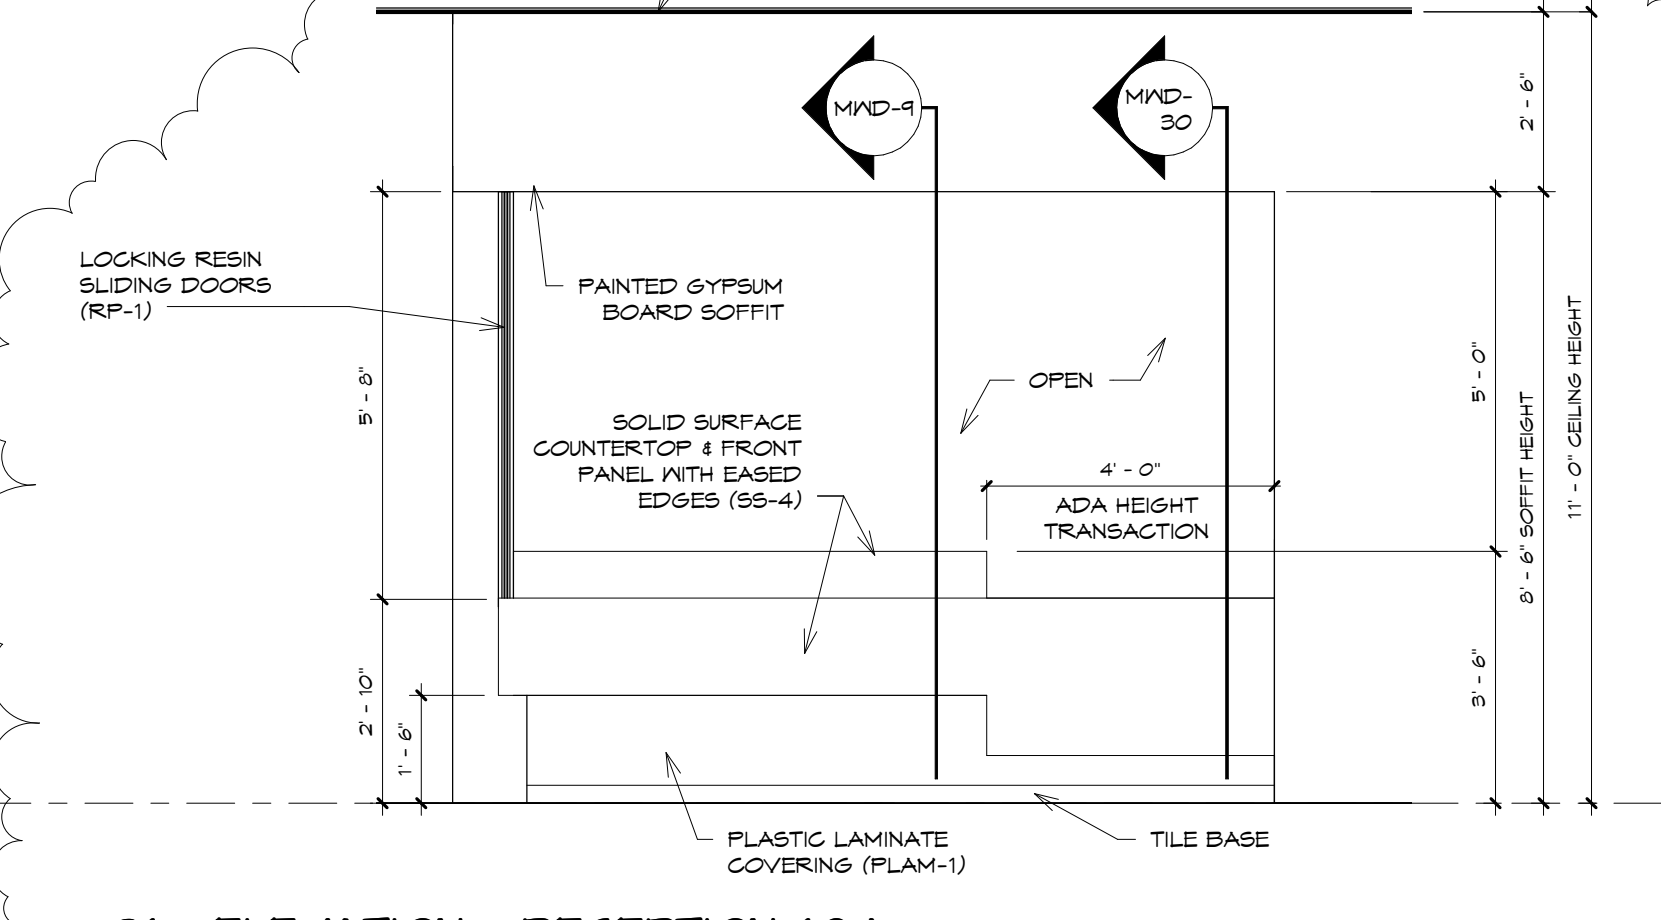 MWD-9
MWD-
30
2' - 6"
LOCKING RESIN
SLIDING DOORS
(RP-1)
PAINTED GYPSUM
BOARD SOFFIT
5' - 8"
OPEN
5' - 0"
11' - 0" CEILING HEIGHT
8' - 6" SOFFIT HEIGHT
SOLID SURFACE
COUNTERTOP & FRONT
PANEL WITH EASED
EDGES (SS-4)
4' - 0"
ADA HEIGHT
TRANSACTION
2' - 10"
1' - 6"
3' - 6"
PLASTIC LAMINATE
COVERING (PLAM-1)
TILE BASE